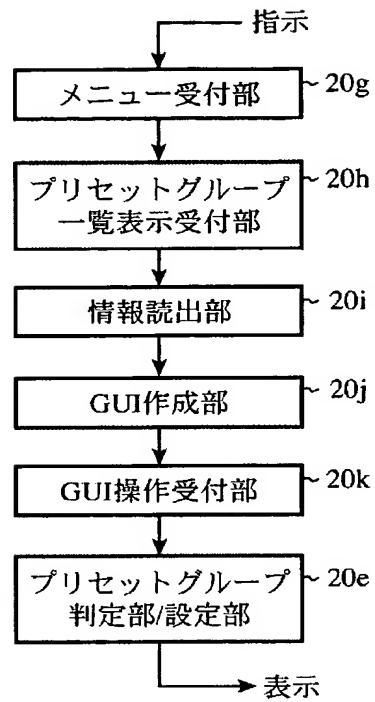 指示
メニュー受付部
20g
プリセットグループ
一覧表示受付部
20h
情報読出部
20i
GUI作成部
20j
GUI操作受付部
20k
プリセットグループ
判定部/設定部
20e
表示